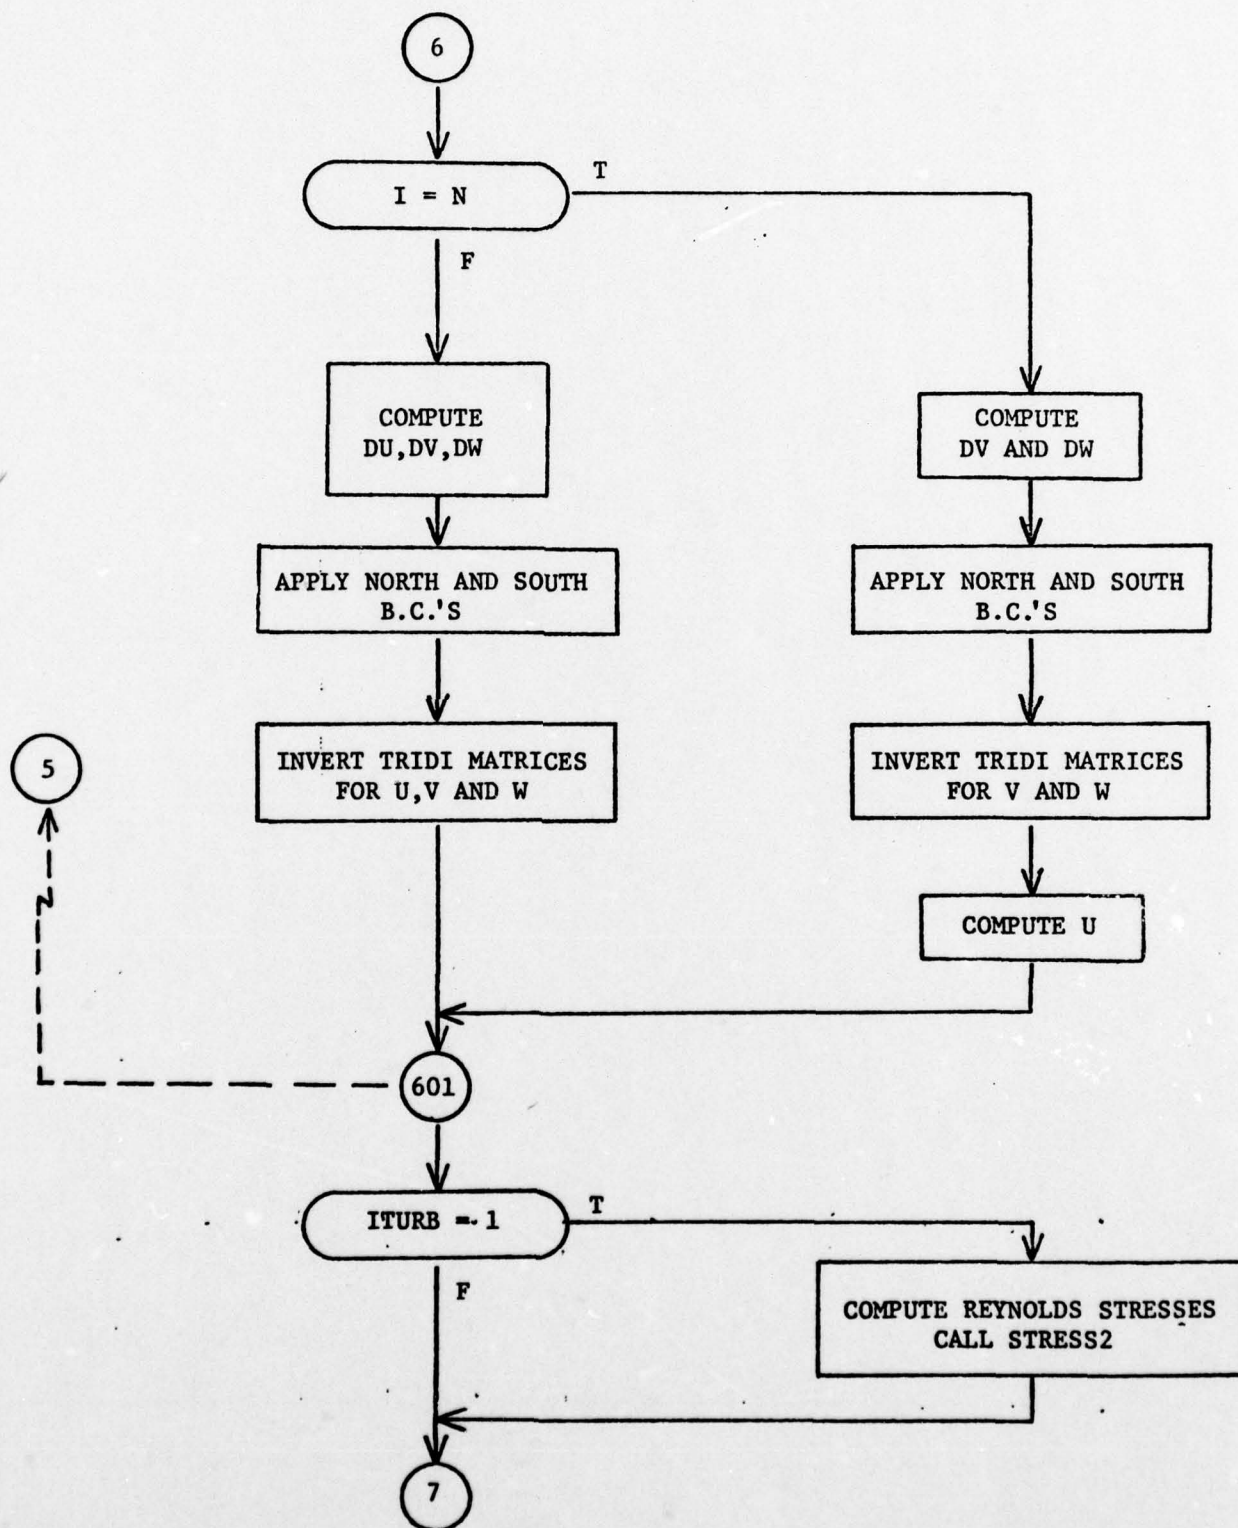 6
I = N
T
F
COMPUTE
DU,DV,DW
COMPUTE
DV AND DW
APPLY NORTH AND SOUTH
B.C.'S
APPLY NORTH AND SOUTH
B.C.'S
INVERT TRIDI MATRICES
FOR U,V AND W
INVERT TRIDI MATRICES
FOR V AND W
5
COMPUTE U
601
ITURB = 1
T
F
COMPUTE REYNOLDS STRESSES
CALL STRESS2
7